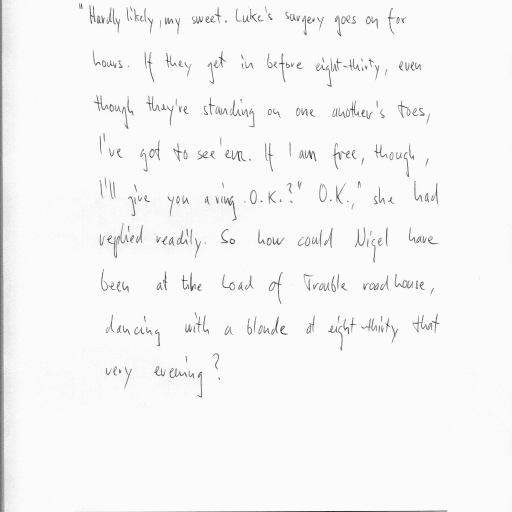 "Hardly likely, my sweet. Luke's surgery goes on for
hours. If they get in before eight-thirty, even
though they're standing on one another's toes,
I've got to see 'em. If I am free, though,
I'll give you a ring. O.K.?" "O.K.," she had
replied readily. So how could Nigel have
been at the Load of Trouble roadhouse,
dancing with a blonde at eight-thirty that
very evening?